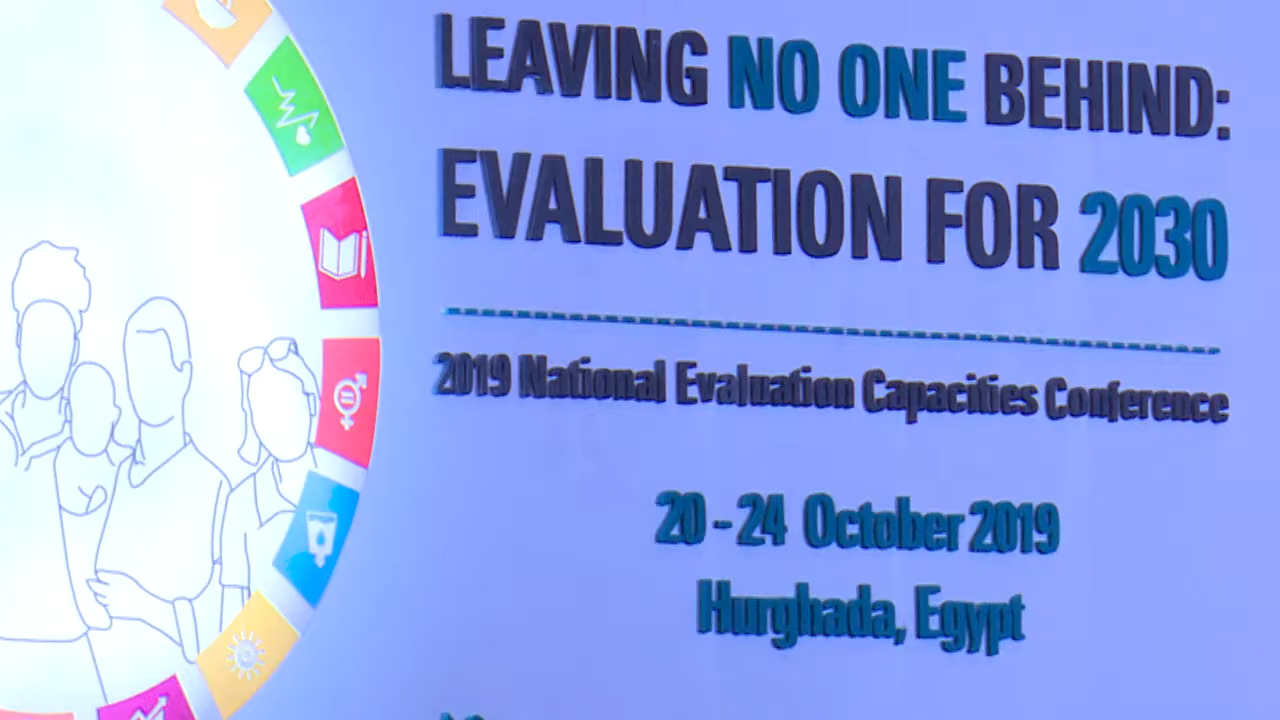 LEAVING NO ONE BEHIND:
EVALUATION FOR 2030
2019 National Evaluation Capacities Conference
20 - 24 October 2019
Hurghada, Egypt